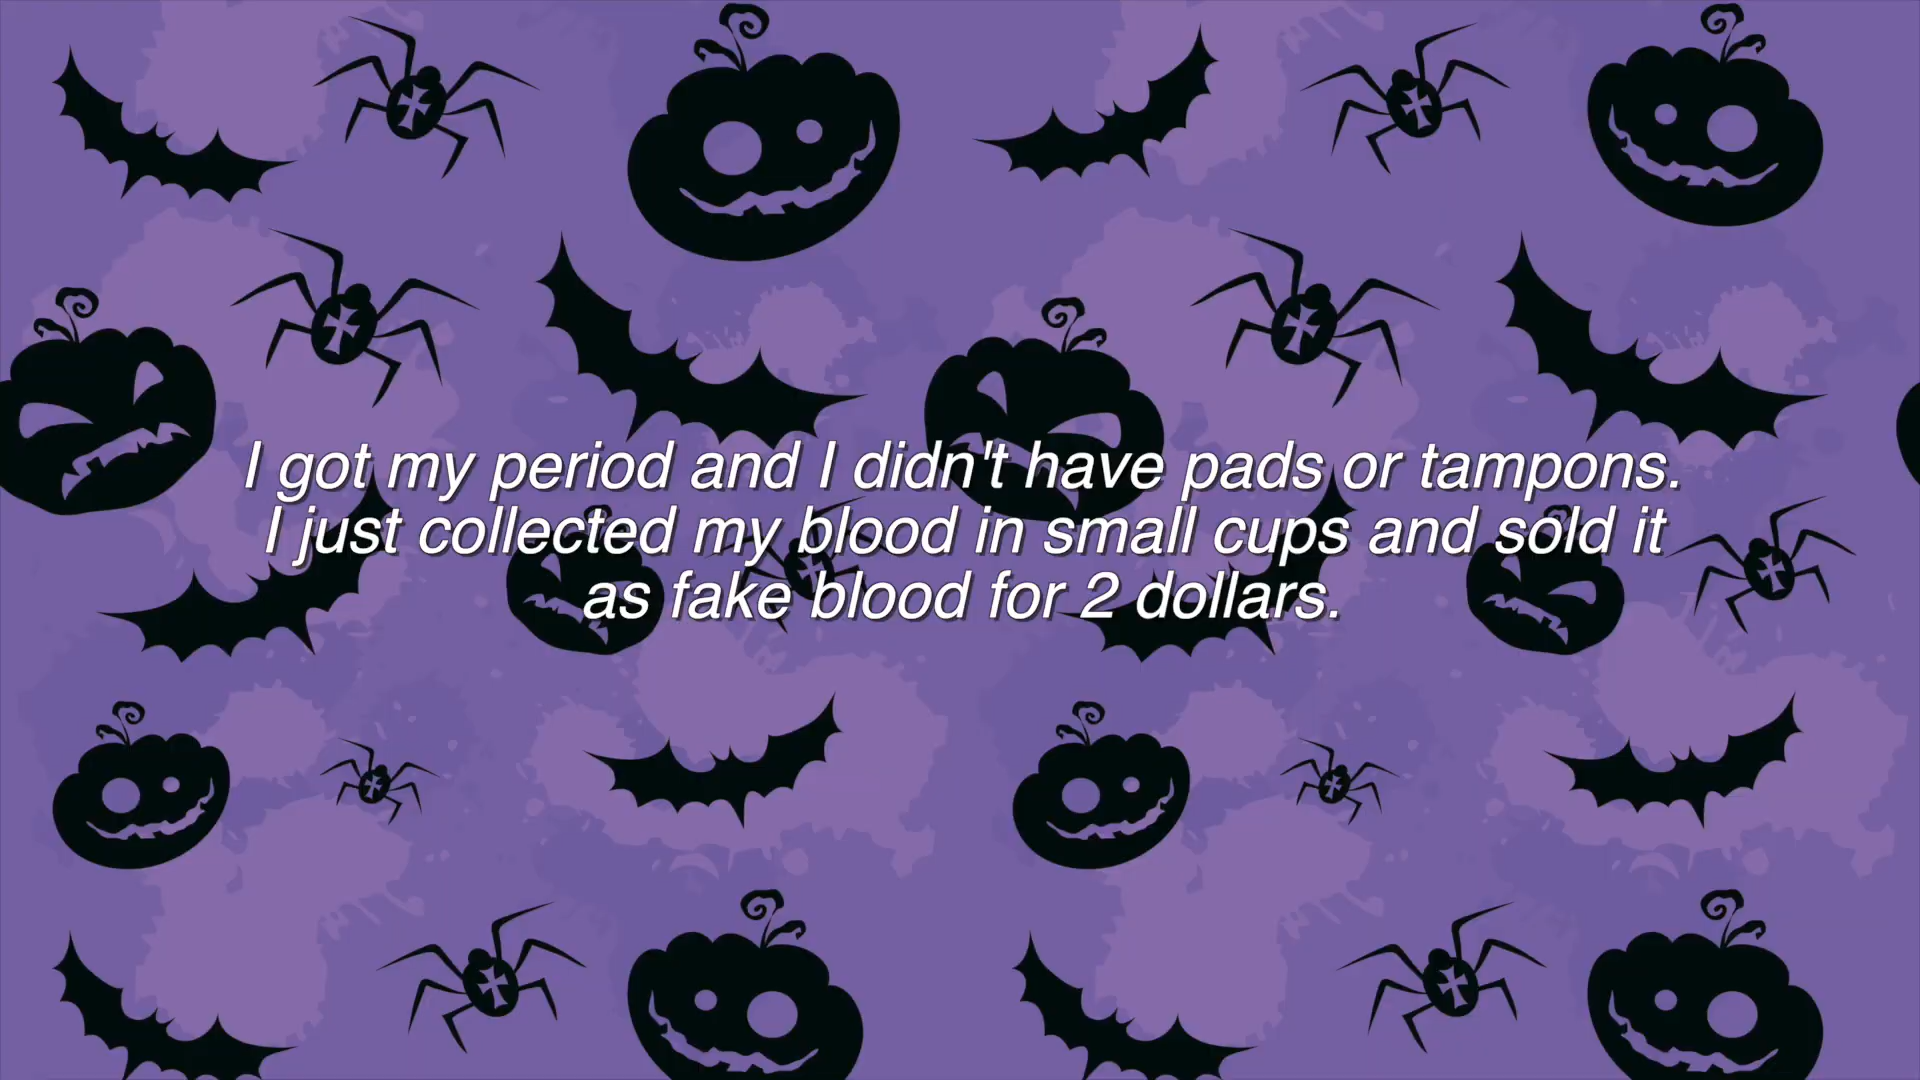 I got my period and I didn't have pads or tampons.
I just collected my blood in small cups and sold it
as fake blood for 2 dollars.